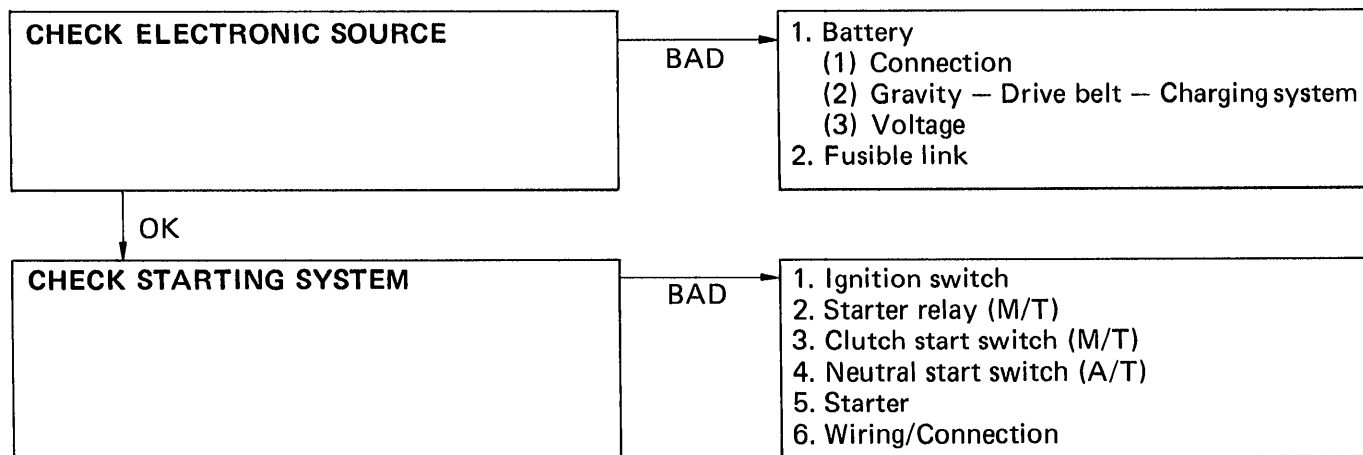 CHECK ELECTRONIC SOURCE
BAD
1. Battery
(1) Connection
(2) Gravity — Drive belt — Charging system
(3) Voltage
2. Fusible link
OK
CHECK STARTING SYSTEM
BAD
1. Ignition switch
2. Starter relay (M/T)
3. Clutch start switch (M/T)
4. Neutral start switch (A/T)
5. Starter
6. Wiring/Connection